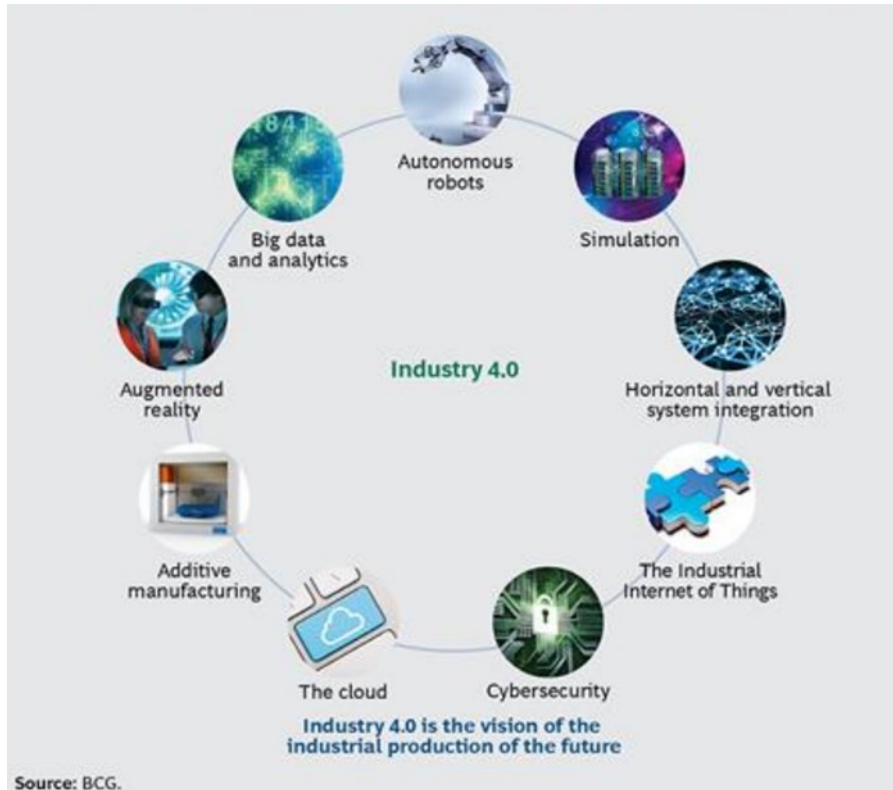 Autonomous
robots
Simulation
Horizontal and vertical
system integration
The Industrial
Internet of Things
Cybersecurity
The cloud
Additive
manufacturing
Augmented
reality
Big data
and analytics
Industry 4.0
Industry 4.0 is the vision of the
industrial production of the future
Source: BCG.